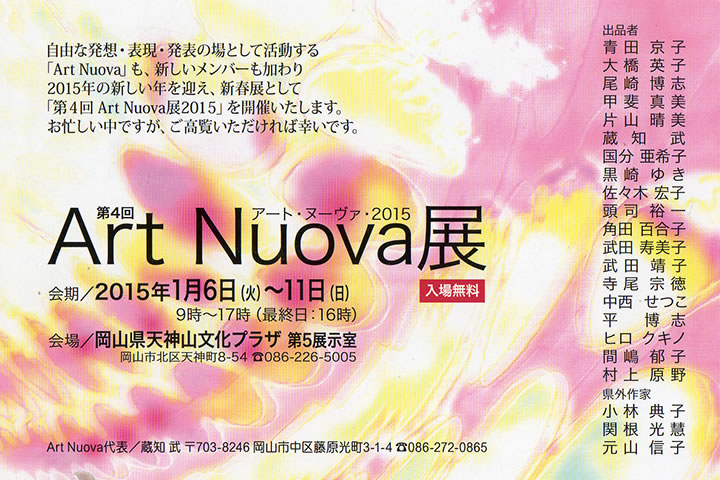 自由な発想・表現・発表の場として活動する
「Art Nuova」も、新しいメンバーも加わり
2015年の新しい年を迎え、新春展として
「第4回 Art Nuova展2015」を開催いたします。
お忙しい中ですが、ご高覧いただければ幸いです。
第4回 アート・ヌーヴァ・2015
Art Nuova展
会期／2015年1月6日(火)～11日(日) 入場無料
9時～17時（最終日：16時）
会場／岡山県天神山文化プラザ 第5展示室
岡山市北区天神町8-54 ☎086-226-5005
Art Nuova代表／蔵知 武 〒703-8246 岡山市中区藤原光町3-1-4 ☎086-272-0865
出品者
青田 京子
大橋 英子
尾崎 博志
甲斐 真美
片山 晴美
蔵知 武
国分 亜希子
黒崎 ゆき
佐々木 宏子
頭司 裕一
角田 百合子
武田 寿美子
武田 靖子
寺尾 宗徳
中西 せつこ
平 博志
ヒロ クキノ
間嶋 郁子
村上 原野
県外作家
小林 典子
関根 光慧
元山 信子